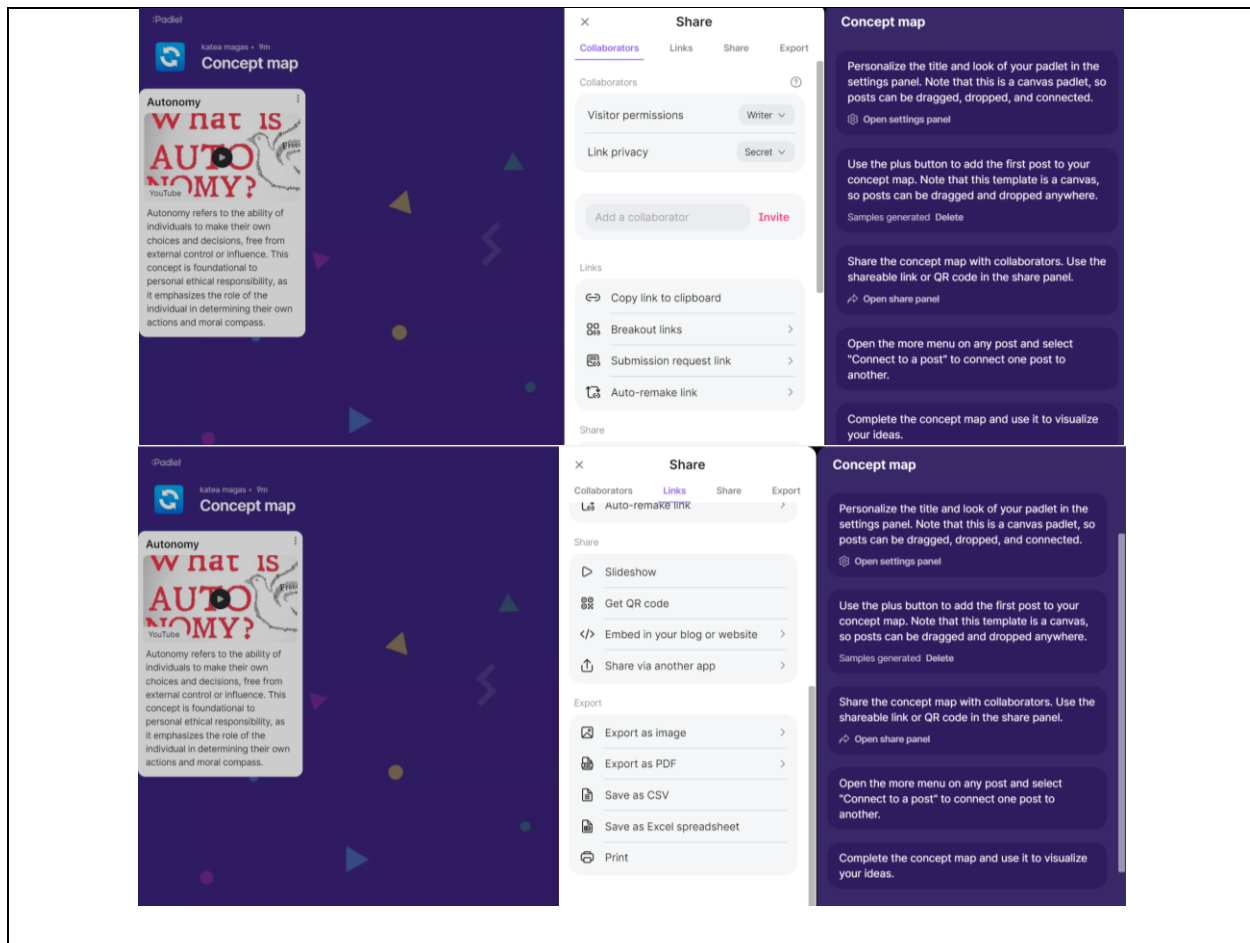 :Padlet
katea magas • 9m
Concept map
Autonomy
What is
AUTO
NOMY?
Free
YouTube
Autonomy refers to the ability of
individuals to make their own
choices and decisions, free from
external control or influence. This
concept is foundational to
personal ethical responsibility, as
it emphasizes the role of the
individual in determining their own
actions and moral compass.
Share
Collaborators Links Share Export
Collaborators
Visitor permissions Writer
Link privacy Secret
Add a collaborator Invite
Links
Copy link to clipboard
Breakout links
Submission request link
Auto-remake link
Share
Concept map
Personalize the title and look of your padlet in the
settings panel. Note that this is a canvas padlet, so
posts can be dragged, dropped, and connected.
Open settings panel
Use the plus button to add the first post to your
concept map. Note that this template is a canvas,
so posts can be dragged and dropped anywhere.
Samples generated Delete
Share the concept map with collaborators. Use the
shareable link or QR code in the share panel.
Open share panel
Open the more menu on any post and select
"Connect to a post" to connect one post to
another.
Complete the concept map and use it to visualize
your ideas.
:Padlet
katea magas • 9m
Concept map
Autonomy
What is
AUTO
NOMY?
Free
YouTube
Autonomy refers to the ability of
individuals to make their own
choices and decisions, free from
external control or influence. This
concept is foundational to
personal ethical responsibility, as
it emphasizes the role of the
individual in determining their own
actions and moral compass.
Share
Collaborators Links Share Export
Auto-remake link
Share
Slideshow
Get QR code
Embed in your blog or website
Share via another app
Export
Export as image
Export as PDF
Save as CSV
Save as Excel spreadsheet
Print
Concept map
Personalize the title and look of your padlet in the
settings panel. Note that this is a canvas padlet, so
posts can be dragged, dropped, and connected.
Open settings panel
Use the plus button to add the first post to your
concept map. Note that this template is a canvas,
so posts can be dragged and dropped anywhere.
Samples generated Delete
Share the concept map with collaborators. Use the
shareable link or QR code in the share panel.
Open share panel
Open the more menu on any post and select
"Connect to a post" to connect one post to
another.
Complete the concept map and use it to visualize
your ideas.